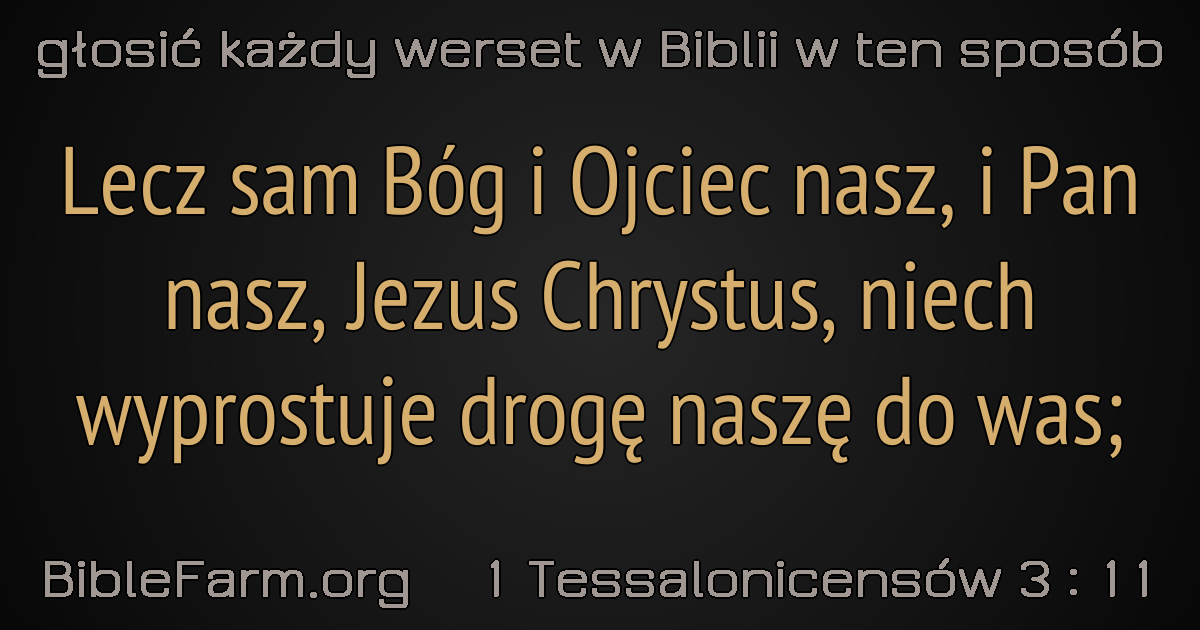 głosić każdy werset w Biblii w ten sposób
Lecz sam Bóg i Ojciec nasz, i Pan
nasz, Jezus Chrystus, niech
wyprostuje drogę naszę do was;
BibleFarm.org 1 Tessalonicensów 3 : 11